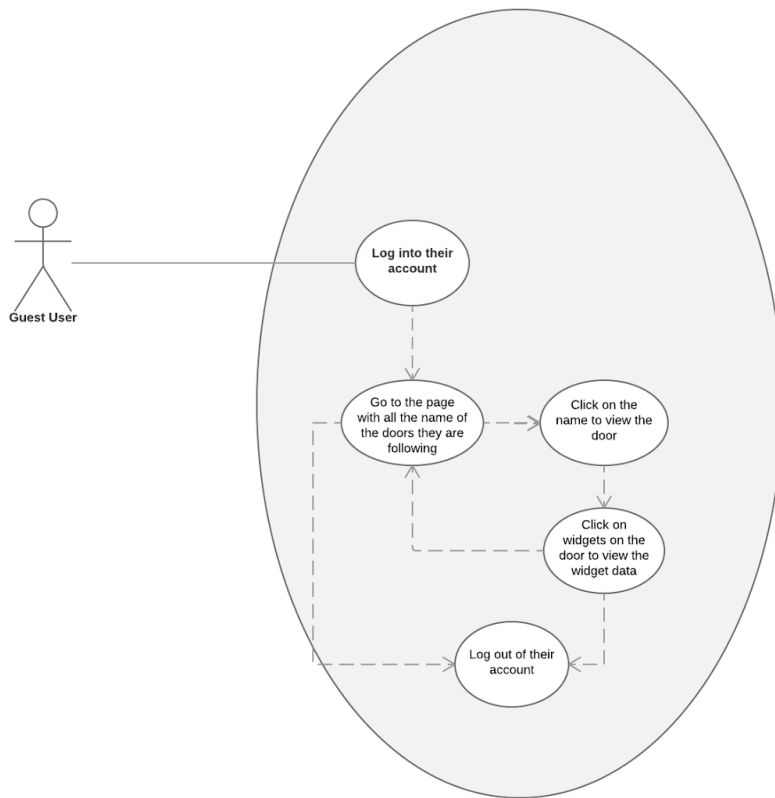 Log into their
account
Guest User
Go to the page
with all the name of
the doors they are
following
Click on the
name to view the
door
Click on
widgets on the
door to view the
widget data
Log out of their
account